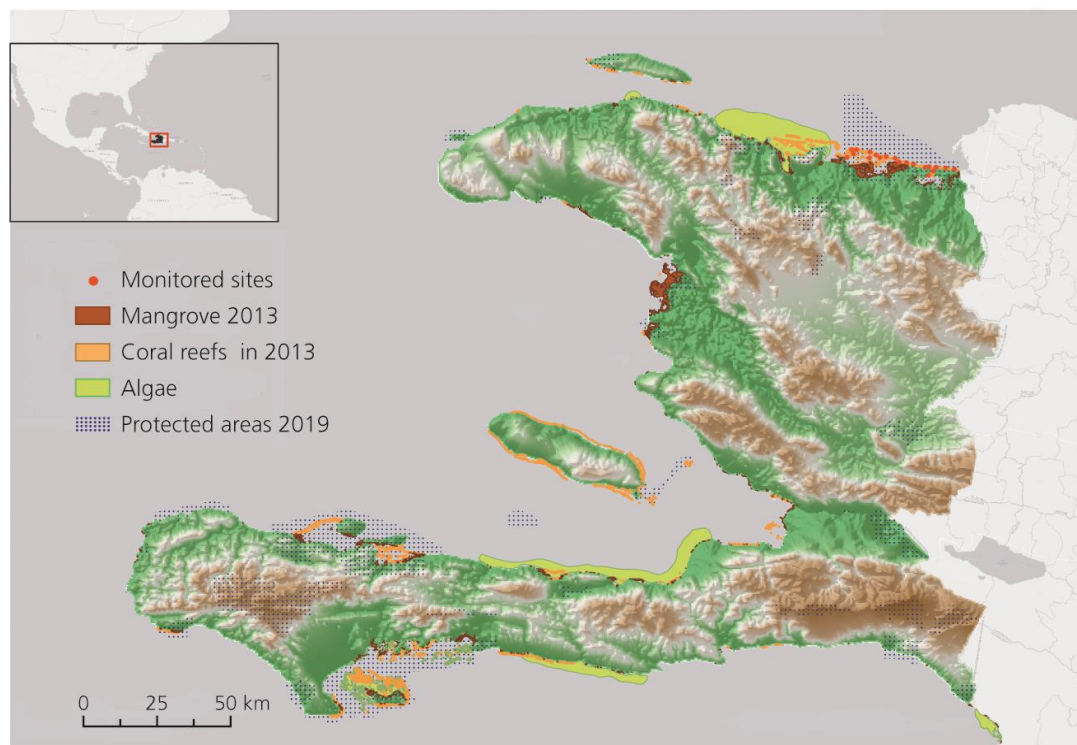 Monitored sites
Mangrove 2013
Coral reefs in 2013
Algae
Protected areas 2019
0 25 50 km